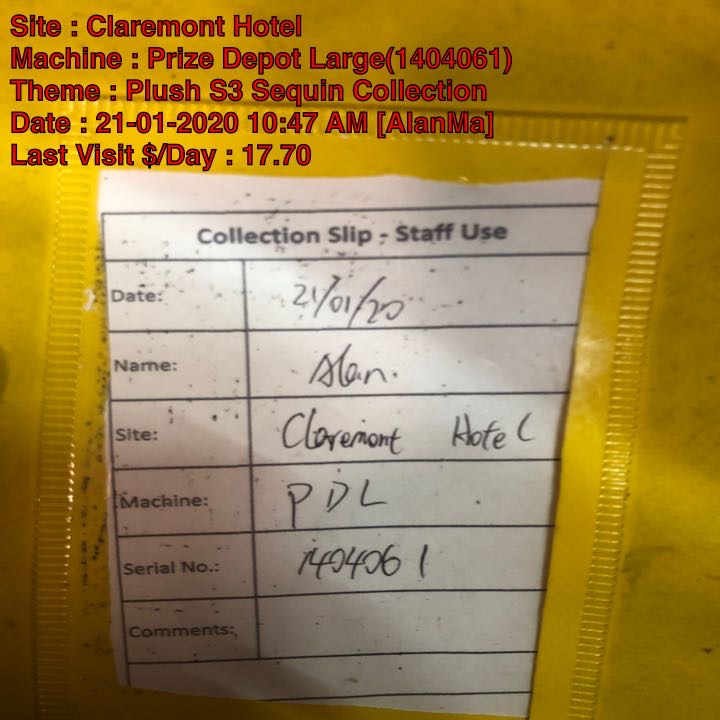 Site : Claremont Hotel
Machine : Prize Depot Large(1404061)
Theme : Plush S3 Sequin Collection
Date : 21-01-2020 10:47 AM [AlanMa]
Last Visit $/Day : 17.70
Collection Slip - Staff Use
Date: 21/01/20
Name: Alan.
Site: Claremont Hotel
Machine: PDL
Serial No.: 1404061
Comments: